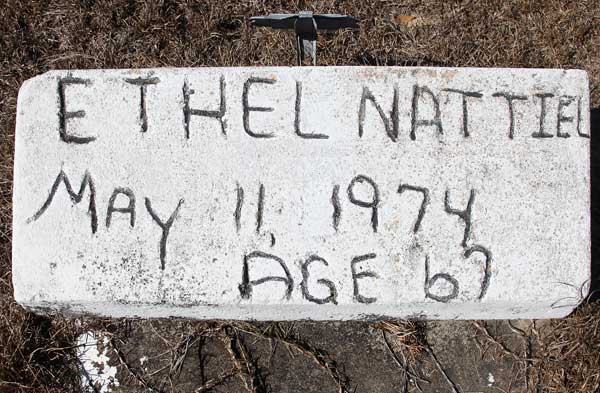 ETHEL NATTIEL
MAY 11, 1974
AGE 67